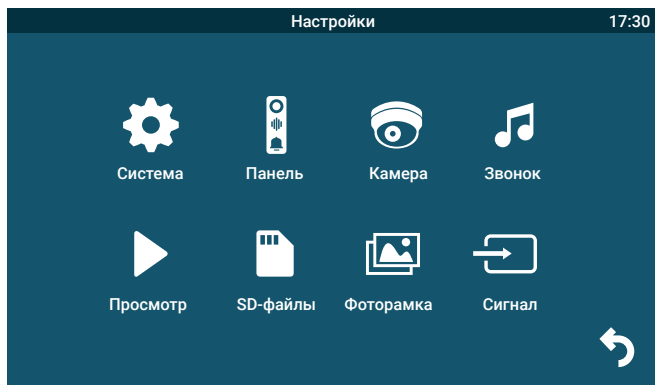 Настройки 17:30
Система Панель Камера Звонок
Просмотр SD-файлы Фоторамка Сигнал